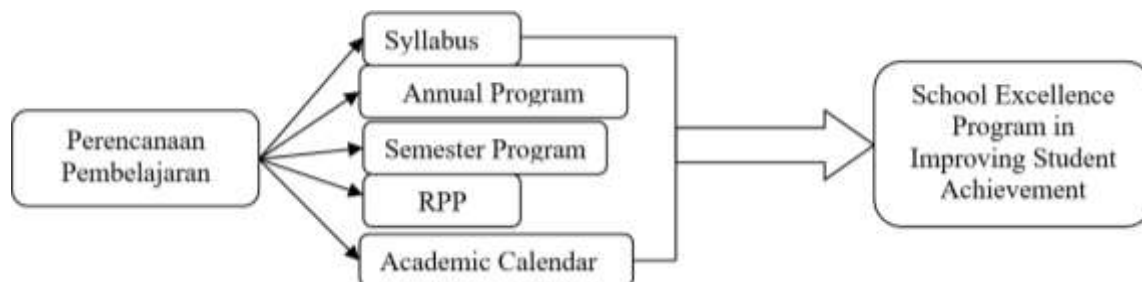 Perencanaan
Pembelajaran
Syllabus
Annual Program
Semester Program
RPP
Academic Calendar
School Excellence
Program in
Improving Student
Achievement